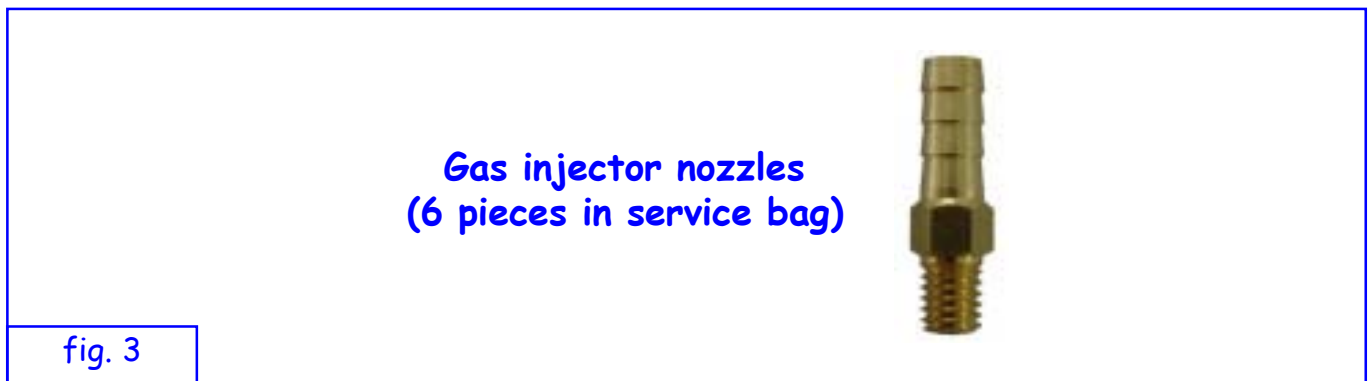 Gas injector nozzles
(6 pieces in service bag)
fig. 3